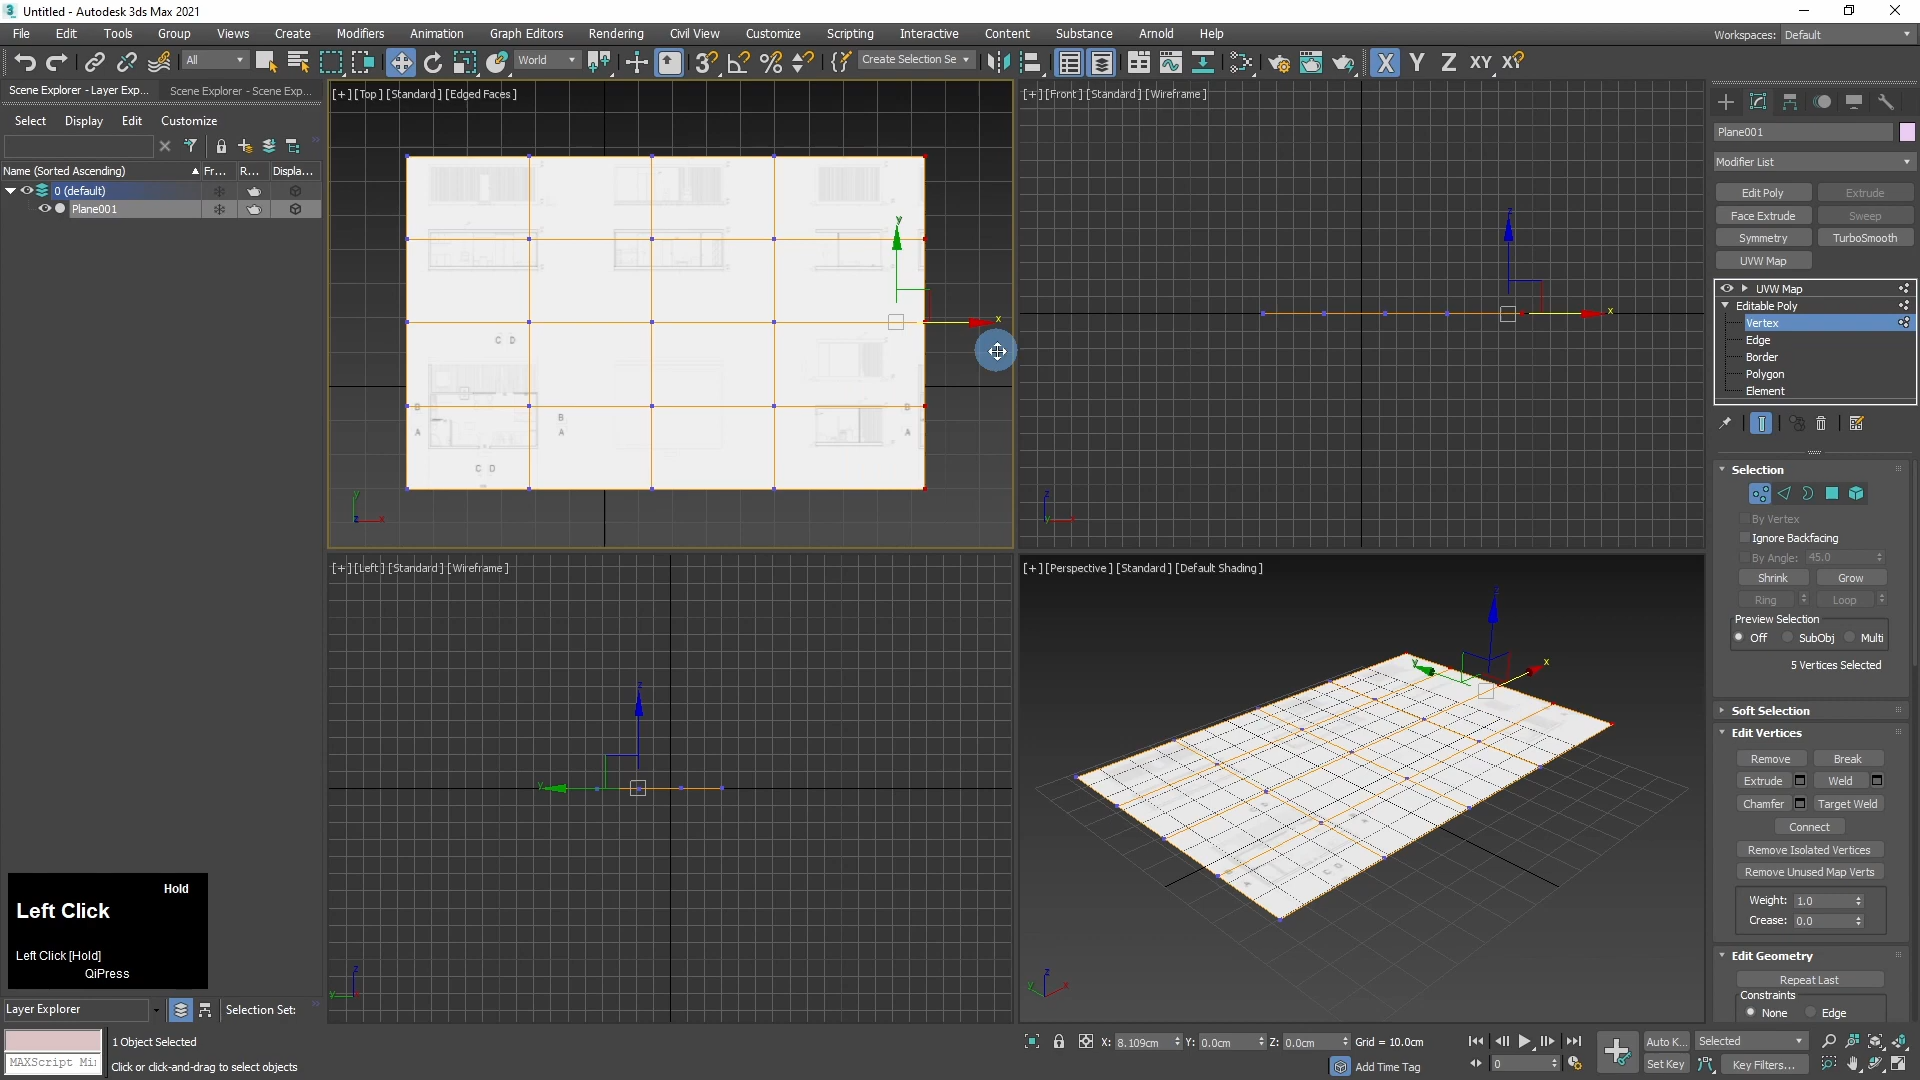 Untitled - Autodesk 3ds Max 2021
File Edit Tools Group Views Create Modifiers Animation Graph Editors Rendering Civil View Customize Scripting Interactive Content Substance Arnold Help
Workspaces: Default
All World Create Selection Se X Y Z XY XY
Scene Explorer - Layer Exp... Scene Explorer - Scene Exp...
Select Display Edit Customize
Name (Sorted Ascending) Fr... R... Displa...
0 (default)
Plane001
[+] [Top] [Standard] [Edged Faces]
y
x
C D
B A
B A
C D
B A
y
z x
[+] [Front] [Standard] [Wireframe]
z
x
z
y x
[+] [Left] [Standard] [Wireframe]
z
y
z
y
[+] [Perspective] [Standard] [Default Shading]
z
y x
A
C D
z
y x
Plane001
Modifier List
Edit Poly Extrude
Face Extrude Sweep
Symmetry TurboSmooth
UVW Map
UVW Map
Editable Poly
Vertex
Edge
Border
Polygon
Element
Selection
By Vertex
Ignore Backfacing
By Angle: 45.0
Shrink Grow
Ring Loop
Preview Selection
Off SubObj Multi
5 Vertices Selected
Soft Selection
Edit Vertices
Remove Break
Extrude Weld
Chamfer Target Weld
Connect
Remove Isolated Vertices
Remove Unused Map Verts
Weight: 1.0
Crease: 0.0
Edit Geometry
Repeat Last
Constraints
None Edge
Hold
Left Click
Left Click [Hold]
QiPress
Layer Explorer Selection Set:
1 Object Selected
MAXScript Mi
Click or click-and-drag to select objects
X: 8.109cm Y: 0.0cm Z: 0.0cm Grid = 10.0cm
Add Time Tag
0
Auto K... Selected
Set Key Key Filters...